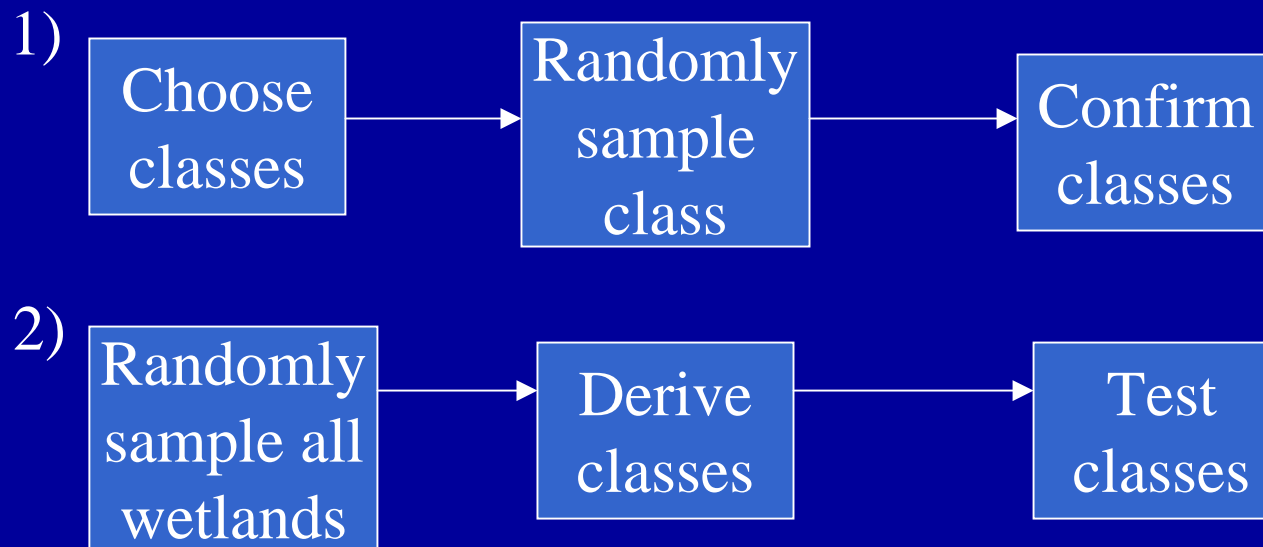 1)
Choose
classes
Randomly
sample
class
Confirm
classes
2)
Randomly
sample all
wetlands
Derive
classes
Test
classes